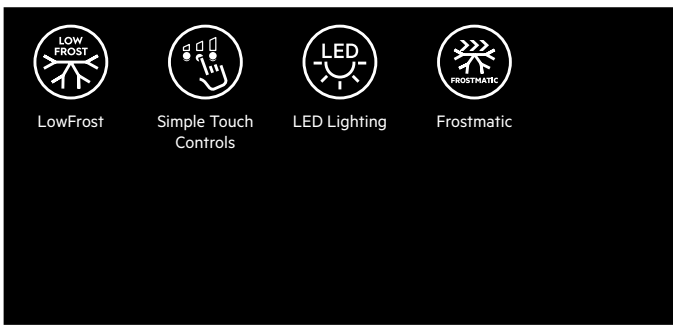 LOW
FROST
LED
FROSTMATIC
LowFrost
Simple Touch
Controls
LED Lighting
Frostmatic